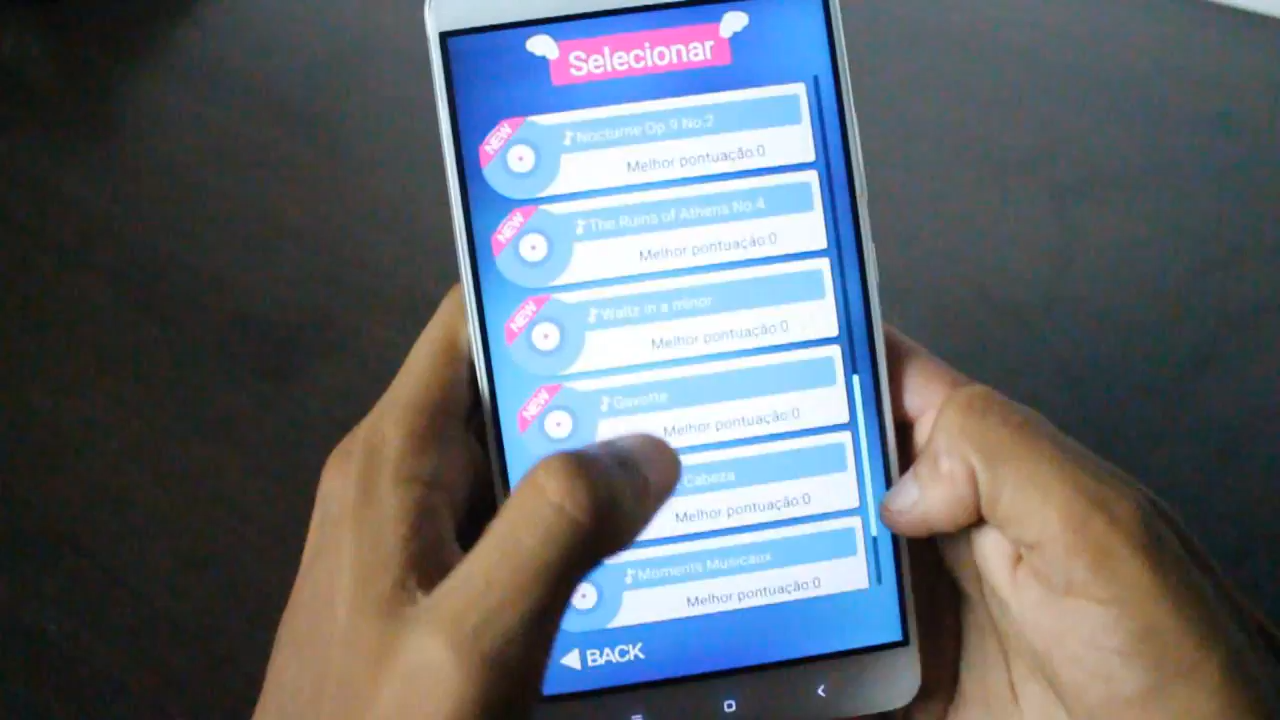 Selecionar
NEW
Nocturne Op.9 No.2
Melhor pontuação:0
NEW
The Ruins of Athens No.4
Melhor pontuação:0
NEW
Waltz in a minor
Melhor pontuação:0
NEW
Gavotte
Melhor pontuação:0
Cabeza
Melhor pontuação:0
Moments Musicaux
Melhor pontuação:0
BACK